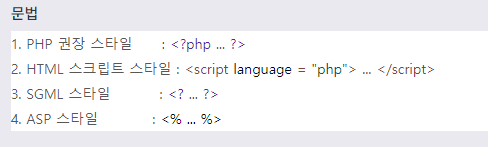 문법
1. PHP 권장 스타일 : <?php ... ?>
2. HTML 스크립트 스타일 : <script language = "php"> ... </script>
3. SGML 스타일 : <? ... ?>
4. ASP 스타일 : <% ... %>